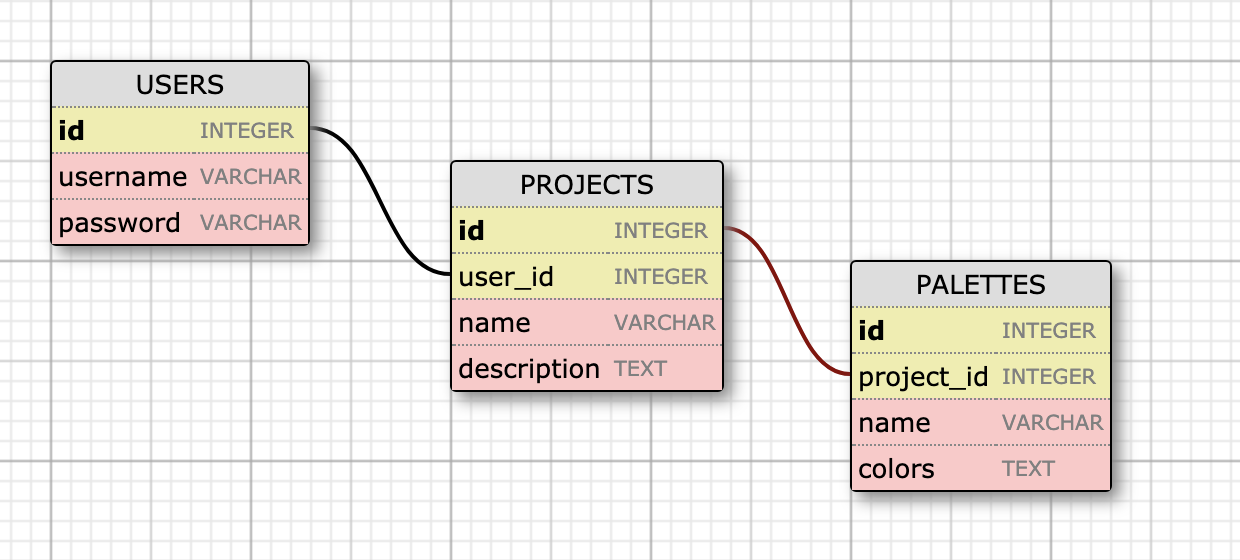 USERS
id INTEGER
username VARCHAR
password VARCHAR
PROJECTS
id INTEGER
user_id INTEGER
name VARCHAR
description TEXT
PALETTES
id INTEGER
project_id INTEGER
name VARCHAR
colors TEXT